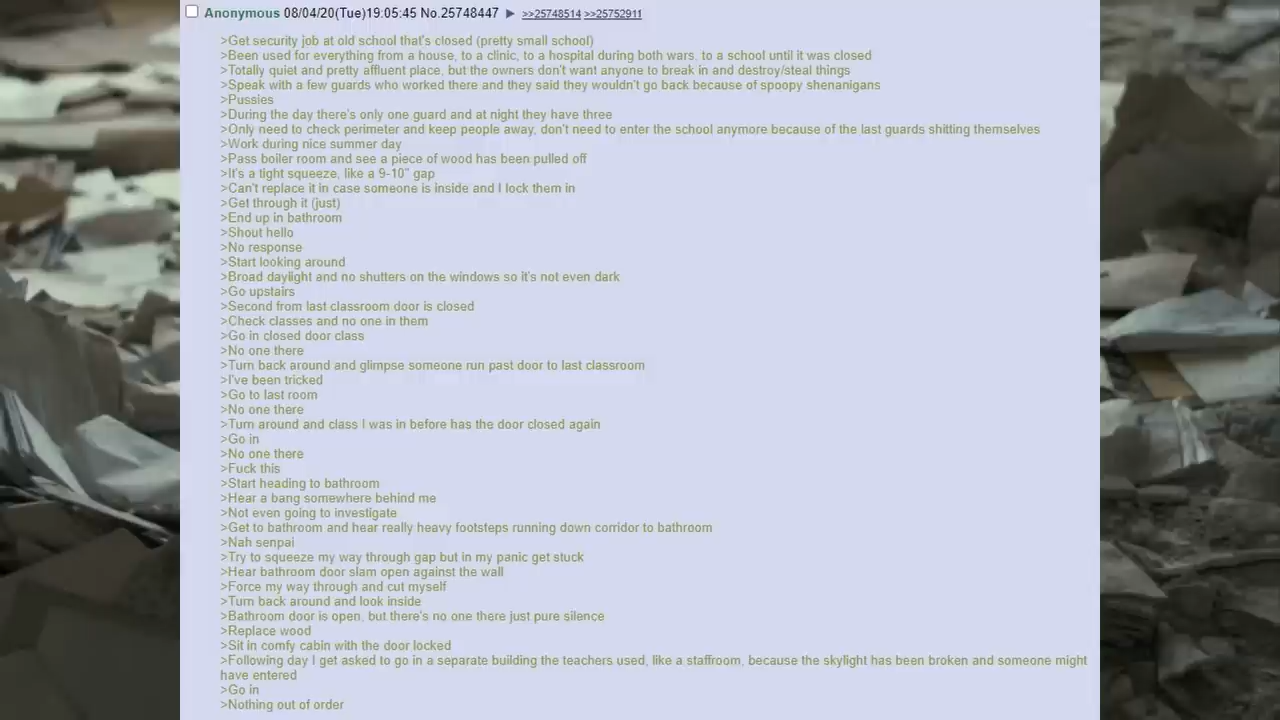 Anonymous 08/04/20(Tue)19:05:45 No.25748447 ▶ >>25748514 >>25752911
>Get security job at old school that's closed (pretty small school)
>Been used for everything from a house, to a clinic, to a hospital during both wars, to a school until it was closed
>Totally quiet and pretty affluent place, but the owners don't want anyone to break in and destroy/steal things
>Speak with a few guards who worked there and they said they wouldn't go back because of spoopy shenanigans
>Pussies
>During the day there's only one guard and at night they have three
>Only need to check perimeter and keep people away, don't need to enter the school anymore because of the last guards shitting themselves
>Work during nice summer day
>Pass boiler room and see a piece of wood has been pulled off
>It's a tight squeeze, like a 9-10" gap
>Can't replace it in case someone is inside and I lock them in
>Get through it (just)
>End up in bathroom
>Shout hello
>No response
>Start looking around
>Broad daylight and no shutters on the windows so it's not even dark
>Go upstairs
>Second from last classroom door is closed
>Check classes and no one in them
>Go in closed door class
>No one there
>Turn back around and glimpse someone run past door to last classroom
>I've been tricked
>Go to last room
>No one there
>Turn around and class I was in before has the door closed again
>Go in
>No one there
>Fuck this
>Start heading to bathroom
>Hear a bang somewhere behind me
>Not even going to investigate
>Get to bathroom and hear really heavy footsteps running down corridor to bathroom
>Nah senpai
>Try to squeeze my way through gap but in my panic get stuck
>Hear bathroom door slam open against the wall
>Force my way through and cut myself
>Turn back around and look inside
>Bathroom door is open, but there's no one there just pure silence
>Replace wood
>Sit in comfy cabin with the door locked
>Following day I get asked to go in a separate building the teachers used, like a staffroom, because the skylight has been broken and someone might
have entered
>Go in
>Nothing out of order